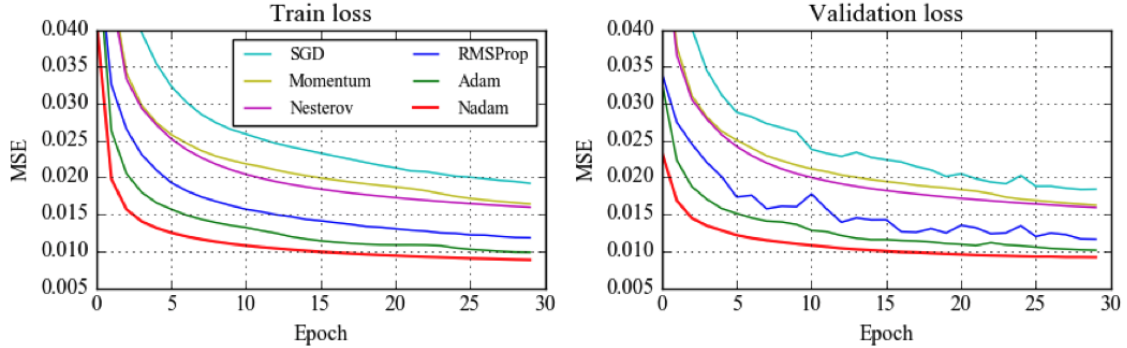 Train loss
MSE
0.040
0.035
0.030
0.025
0.020
0.015
0.010
0.005
SGD
Momentum
Nesterov
RMSProp
Adam
Nadam
0 5 10 15 20 25 30
Epoch
Validation loss
MSE
0.040
0.035
0.030
0.025
0.020
0.015
0.010
0.005
0 5 10 15 20 25 30
Epoch